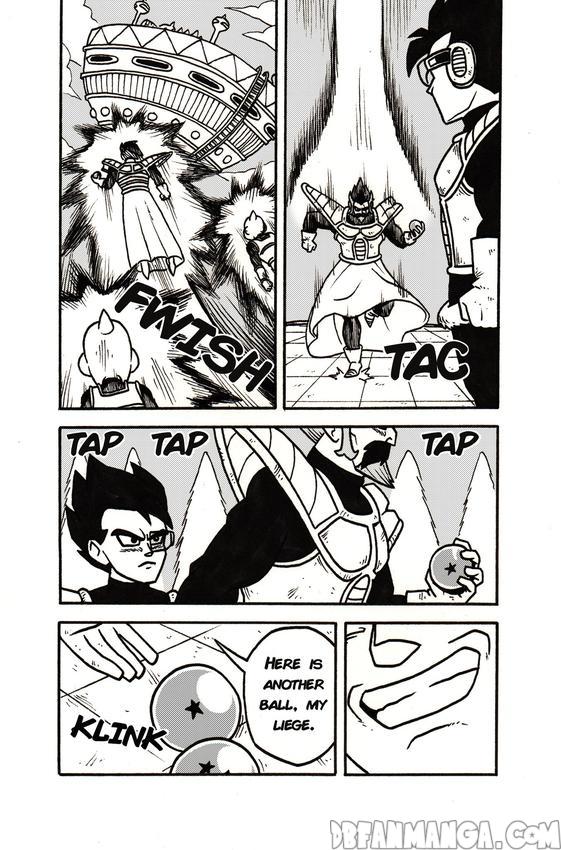 FWISH
TAC
TAP TAP TAP
HERE IS
ANOTHER
BALL, MY
LIEGE.
KLINK
DBFANMANGA.COM